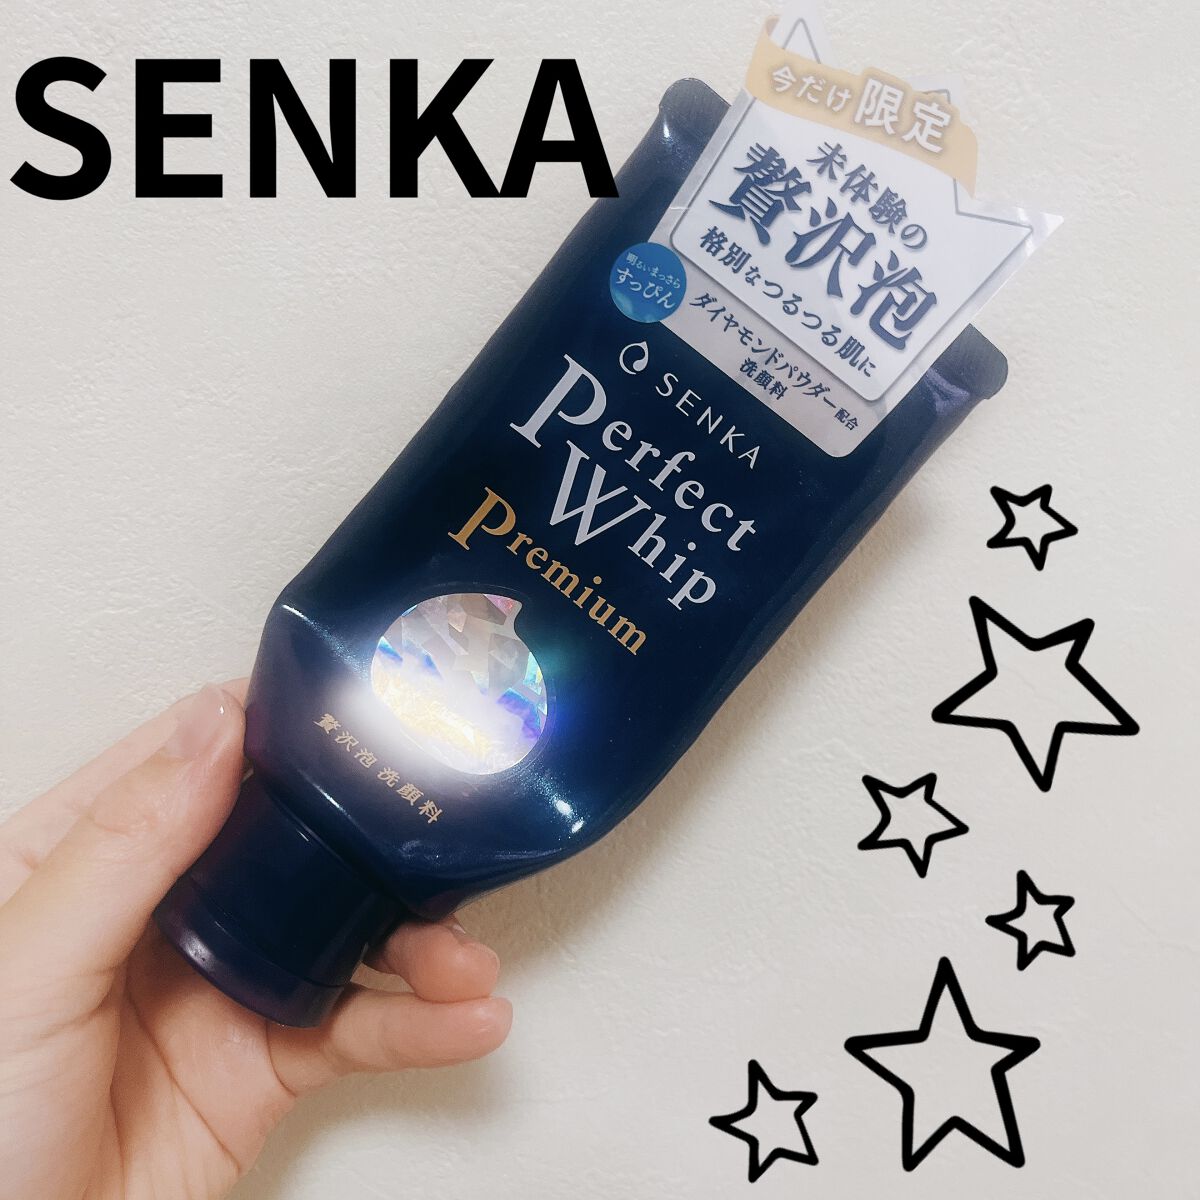 SENKA
今だけ 限定
未体験の
贅沢泡
格別なつるつる肌に
明るいまっさら
すっぴん
ダイヤモンドパウダー配合
洗顔料
SENKA
Perfect
Whip
Premium
贅沢泡 洗顔料